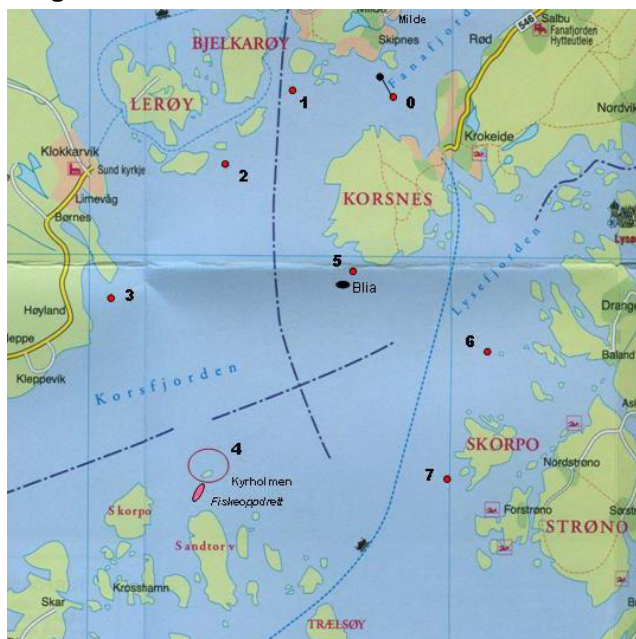 Milde
Milde
Skipnes
BJELKARØY
Fanafjorden
Rød
546
Salbu
Fanafjorden
Hytteutleie
LERØY
1
0
Nordvik
Klokkarvik
Sund kyrkje
Limevåg
Børnes
2
Krokeide
KORSNES
Lysefjorden
5
Blia
3
Høyland
Kleppevik
6
Drange
Baland
Korsfjorden
4
Kyrholmen
Fiskeoppdrett
SKORPO
7
Nordstrøno
Forstrøno
STRØNO
Skorpo
Sandtorv
Krosshamn
Skar
TRÆLSØY